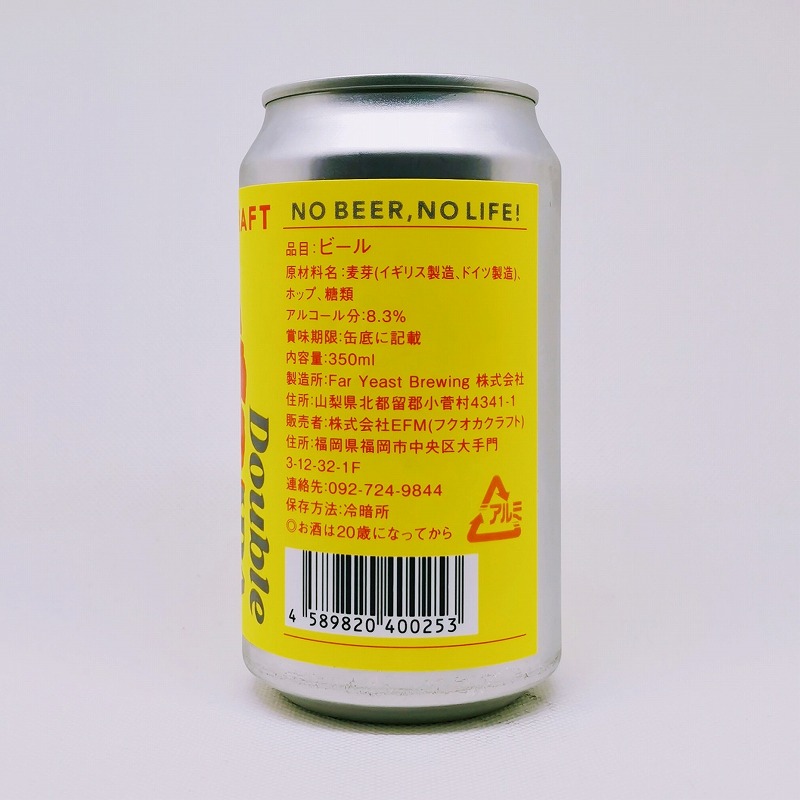 AFT
NO BEER, NO LIFE!
品目:ビール
原材料名:麦芽(イギリス製造、ドイツ製造)、
ホップ、糖類
アルコール分:8.3%
賞味期限:缶底に記載
内容量:350ml
製造所:Far Yeast Brewing 株式会社
住所:山梨県北都留郡小菅村4341-1
販売者:株式会社EFM(フクオカクラフト)
住所:福岡県福岡市中央区大手門
3-12-32-1F
連絡先:092-724-9844
保存方法:冷暗所
◎お酒は20歳になってから
アルミ
Double
4 589820 400253